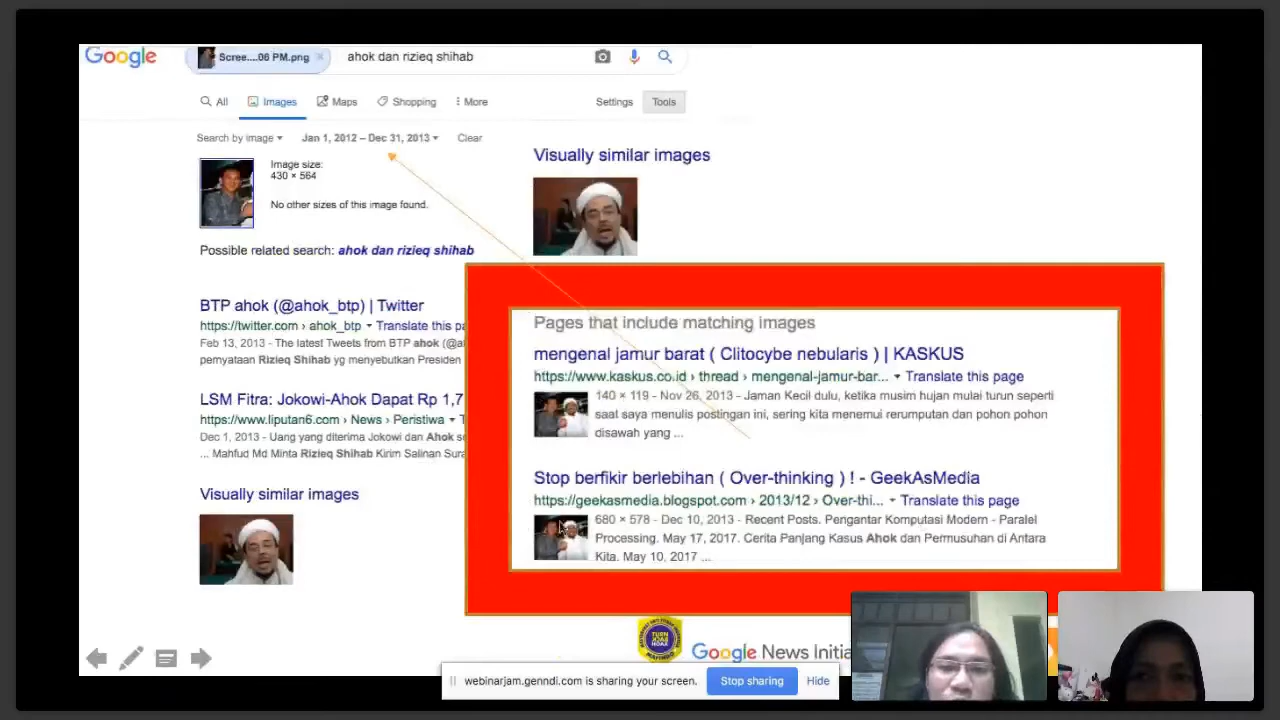 Google
Scree....06 PM.png ×
ahok dan rizieq shihab
All
Images
Maps
Shopping
More
Settings
Tools
Search by image
Jan 1, 2012 – Dec 31, 2013
Clear
Image size:
430 × 564
No other sizes of this image found.
Possible related search: ahok dan rizieq shihab
BTP ahok (@ahok_btp) | Twitter
https://twitter.com › ahok_btp Translate this pa
Feb 13, 2013 - The latest Tweets from BTP ahok (@a
pernyataan Rizieq Shihab yg menyebutkan Presiden
LSM Fitra: Jokowi-Ahok Dapat Rp 1,7
https://www.liputan6.com › News › Peristiwa
Dec 1, 2013 - Uang yang diterima Jokowi dan Ahok
... Mahfud Md Minta Rizieq Shihab Kirim Salinan Sura
Visually similar images
Visually similar images
Pages that include matching images
mengenal jamur barat ( Clitocybe nebularis ) | KASKUS
https://www.kaskus.co.id › thread › mengenal-jamur-bar... Translate this page
140 × 119 - Nov 26, 2013 - Jaman Kecil dulu, ketika musim hujan mulai turun seperti
saat saya menulis postingan ini, sering kita menemui rerumputan dan pohon pohon
disawah yang ...
Stop berfikir berlebihan ( Over-thinking ) ! - GeekAsMedia
https://geekasmedia.blogspot.com › 2013/12 › Over-thi... Translate this page
680 × 578 - Dec 10, 2013 - Recent Posts. Pengantar Komputasi Modern - Paralel
Processing. May 17, 2017. Cerita Panjang Kasus Ahok dan Permusuhan di Antara
Kita. May 10, 2017 ...
TURN
BACK
HOAX
Google News Initia
webinarjam.genndi.com is sharing your screen.
Stop sharing
Hide